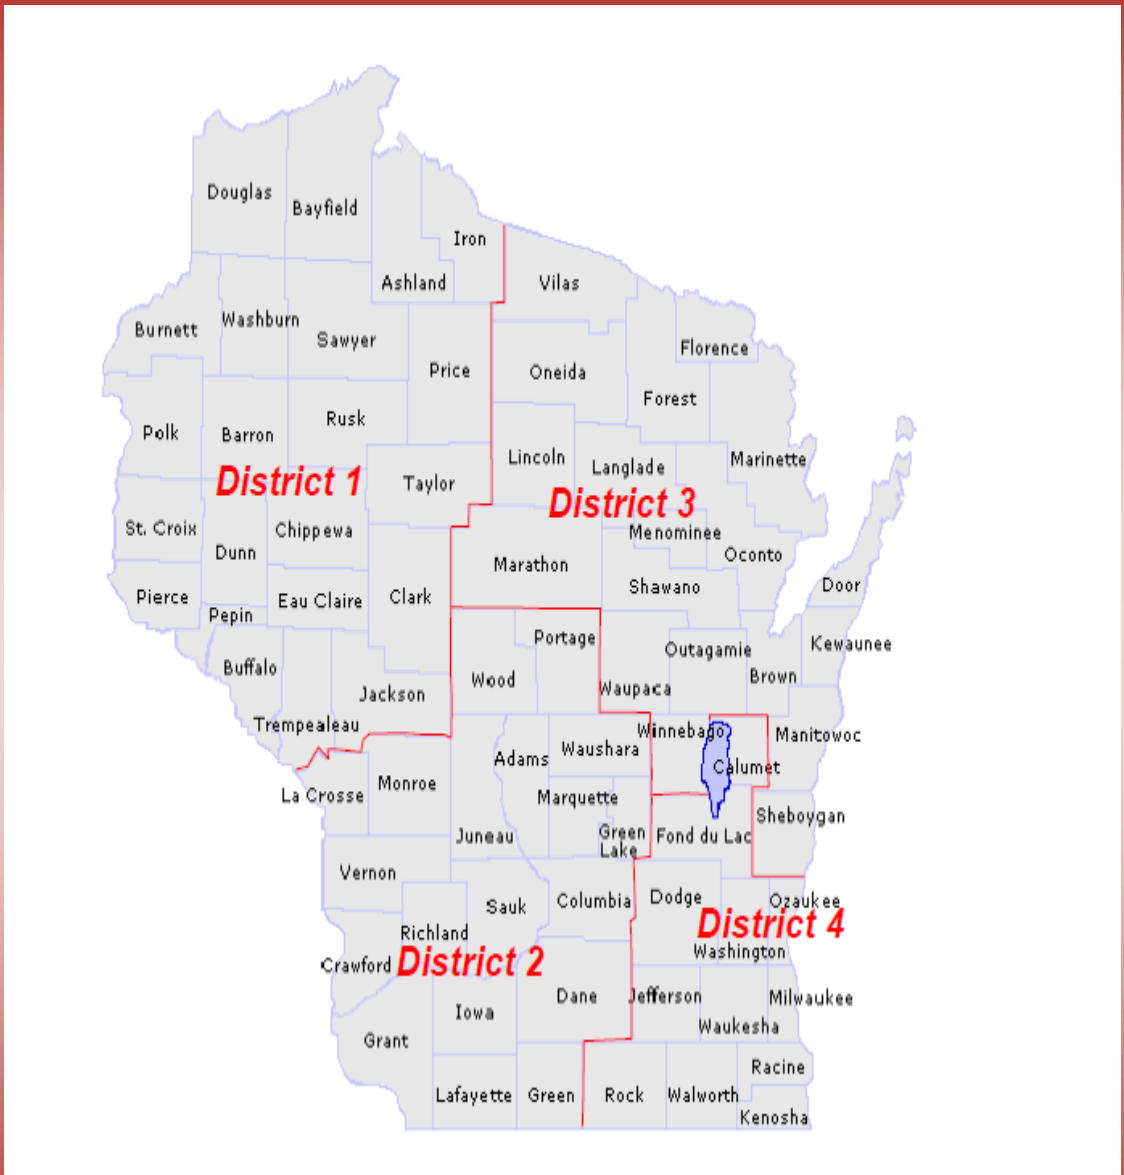 Douglas
Bayfield
Iron
Ashland
Vilas
Burnett
Washburn
Sawyer
Price
Oneida
Florence
Forest
Polk
Barron
Rusk
Taylor
Lincoln
Langlade
Marinette
District 1
District 3
St. Croix
Dunn
Chippewa
Menominee
Oconto
Marathon
Shawano
Door
Pierce
Pepin
Eau Claire
Clark
Portage
Outagamie
Kewaunee
Buffalo
Jackson
Wood
Waupaca
Brown
Trempealeau
Adams
Waushara
Winnebago
Manitowoc
Calumet
La Crosse
Monroe
Marquette
Juneau
Green
Lake
Fond du Lac
Sheboygan
Vernon
Sauk
Columbia
Dodge
Ozaukee
District 4
Richland
Washington
Crawford
District 2
Dane
Jefferson
Milwaukee
Iowa
Waukesha
Grant
Racine
Lafayette
Green
Rock
Walworth
Kenosha